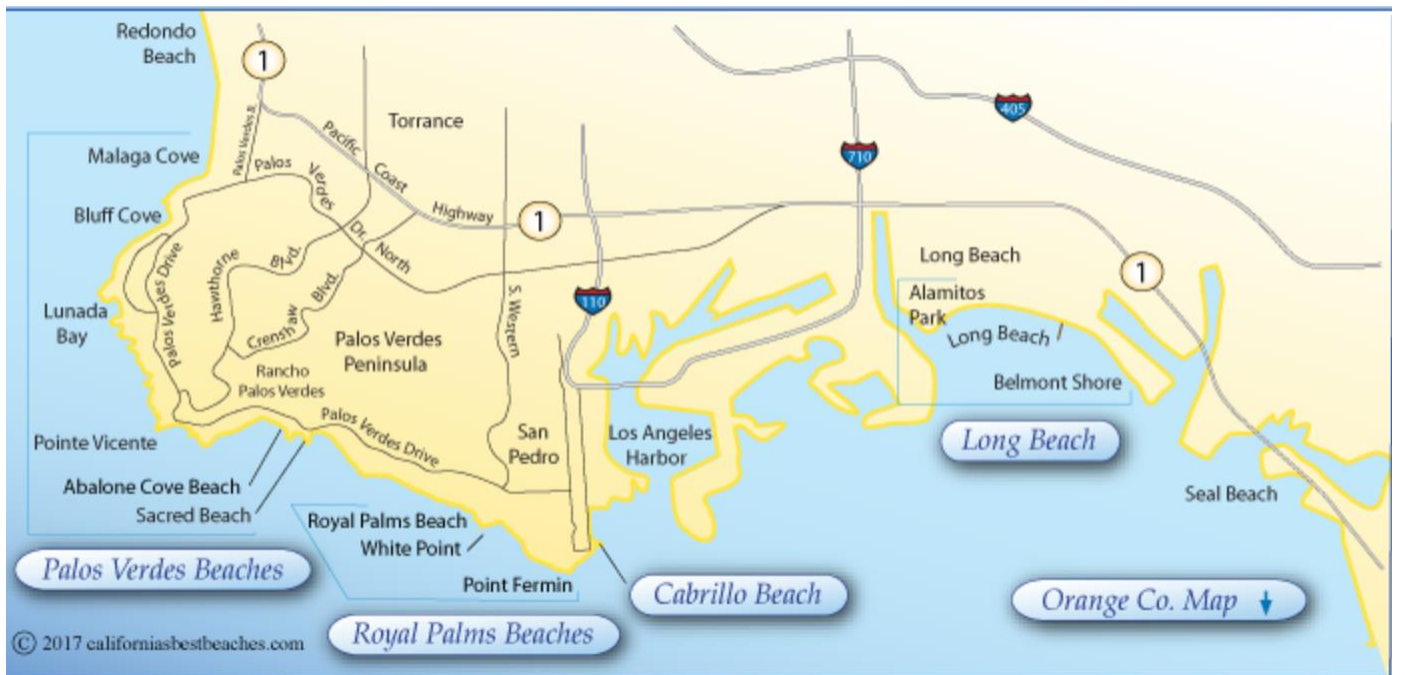 Redondo
Beach
1
Torrance
405
Palos Verdes B.
Pacific
Coast
Highway
710
Malaga Cove
Palos
Verdes
Dr.
North
Bluff Cove
1
Long Beach
1
Palos Verdes Drive
Hawthorne
Blvd.
Crenshaw
Blvd.
S. Western
110
Alamitos
Park
Lunada
Bay
Palos Verdes Drive
Palos Verdes
Peninsula
Long Beach
Rancho
Palos Verdes
Belmont Shore
Palos Verdes Drive
San
Pedro
Los Angeles
Harbor
Long Beach
Pointe Vicente
Abalone Cove Beach
Sacred Beach
Seal Beach
Royal Palms Beach
White Point
Point Fermin
Palos Verdes Beaches
Cabrillo Beach
Orange Co. Map
Royal Palms Beaches
© 2017 californiasbestbeaches.com